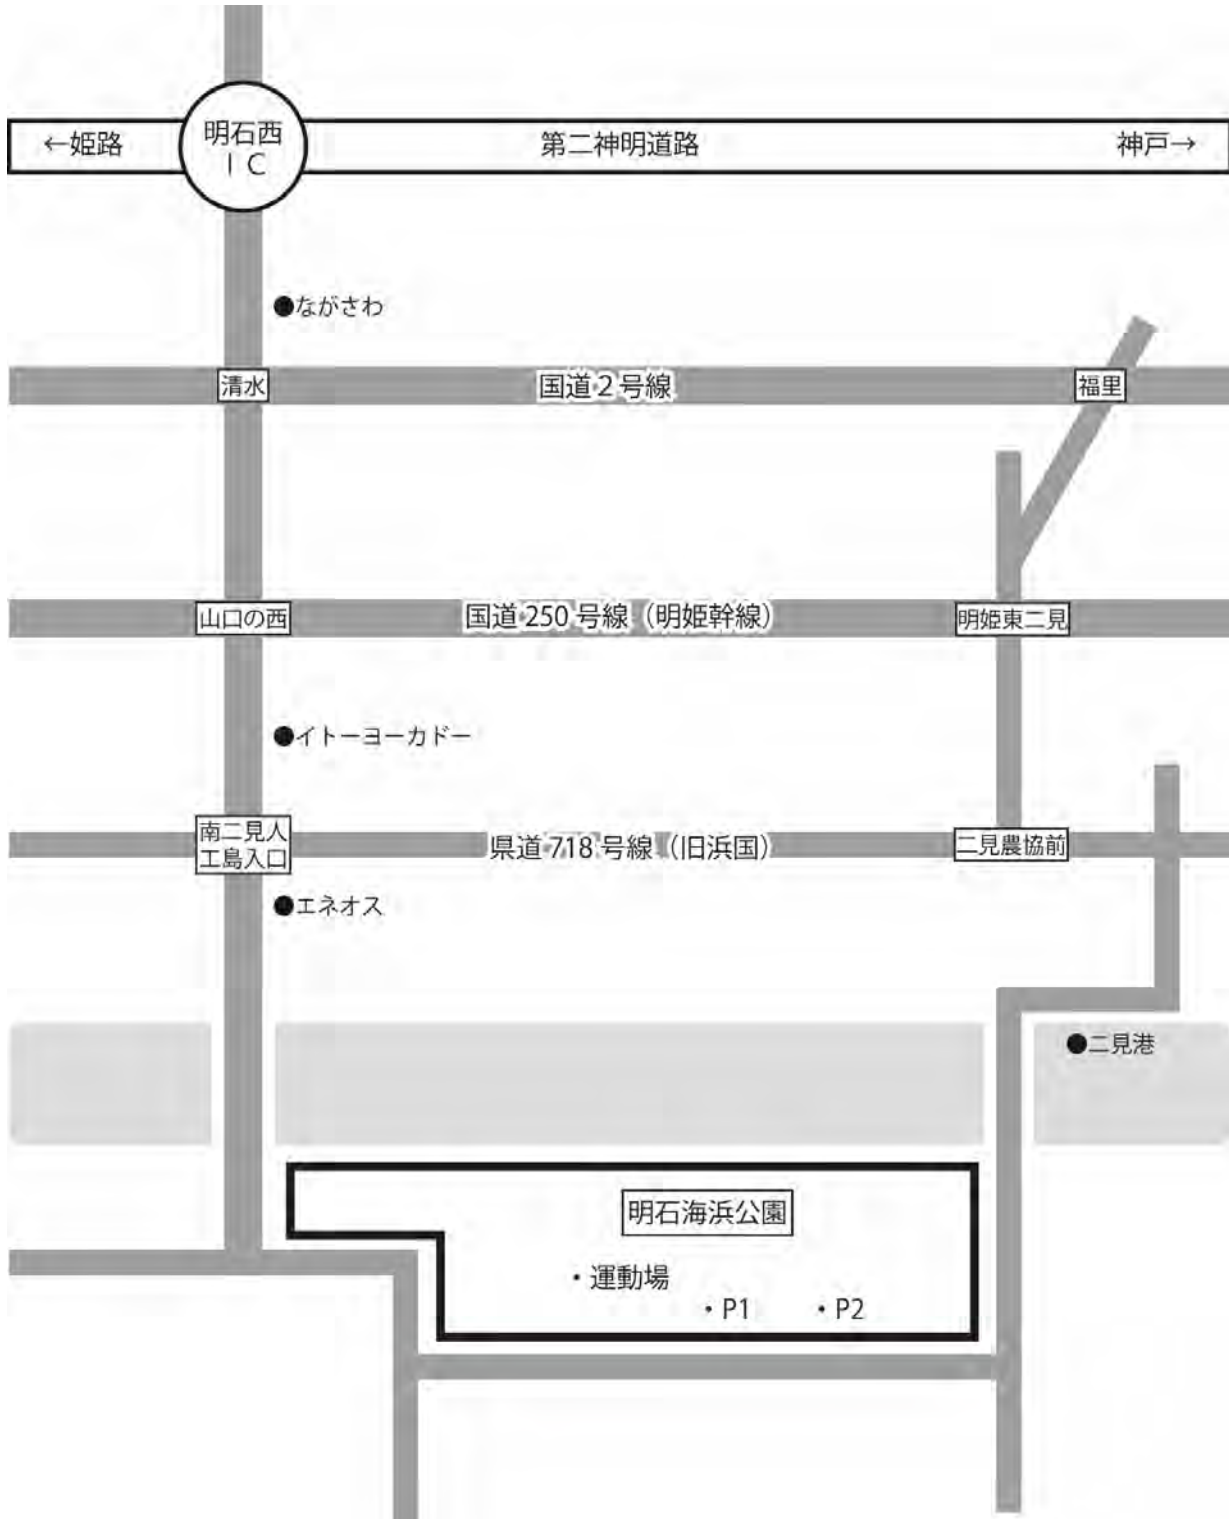 ←姫路
明石西
IC
第二神明道路
神戸→
●ながさわ
清水
国道2号線
福里
山口の西
国道250号線（明姫幹線）
明姫東二見
●イトーヨーカドー
南二見人
工島入口
県道718号線（旧浜国）
二見農協前
●エネオス
●二見港
明石海浜公園
・運動場
・P1
・P2